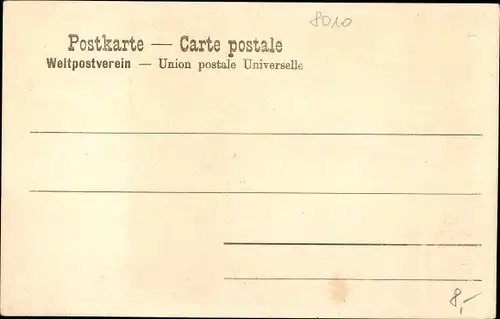 8010
Postkarte — Carte postale
Weltpostverein — Union postale Universelle
8,-